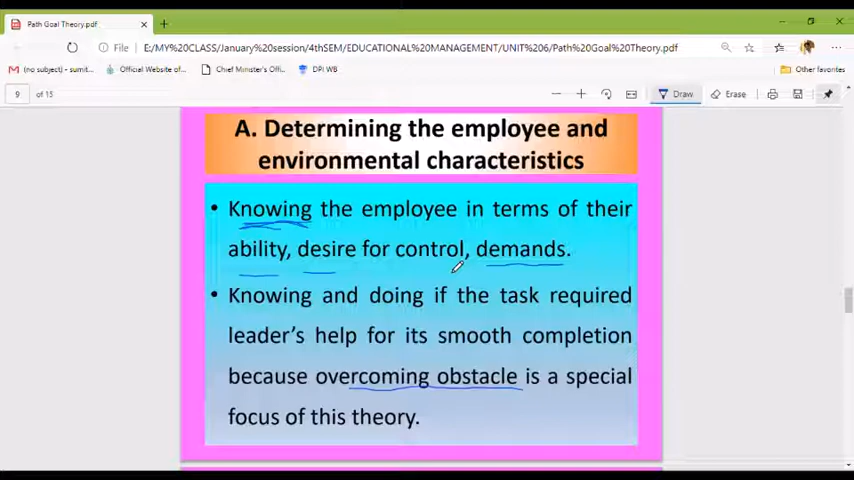 Path Goal Theory.pdf
File
E:/MY%20CLASS/January%20session/4thSEM/EDUCATIONAL%20MANAGEMENT/UNIT%206/Path%20Goal%20Theory.pdf
(no subject) - sumit...
Official Website of...
Chief Minister's Offi...
DPI WB
Other favorites
9 of 15
Draw
Erase
A. Determining the employee and
environmental characteristics
• Knowing the employee in terms of their
ability, desire for control, demands.
• Knowing and doing if the task required
leader's help for its smooth completion
because overcoming obstacle is a special
focus of this theory.